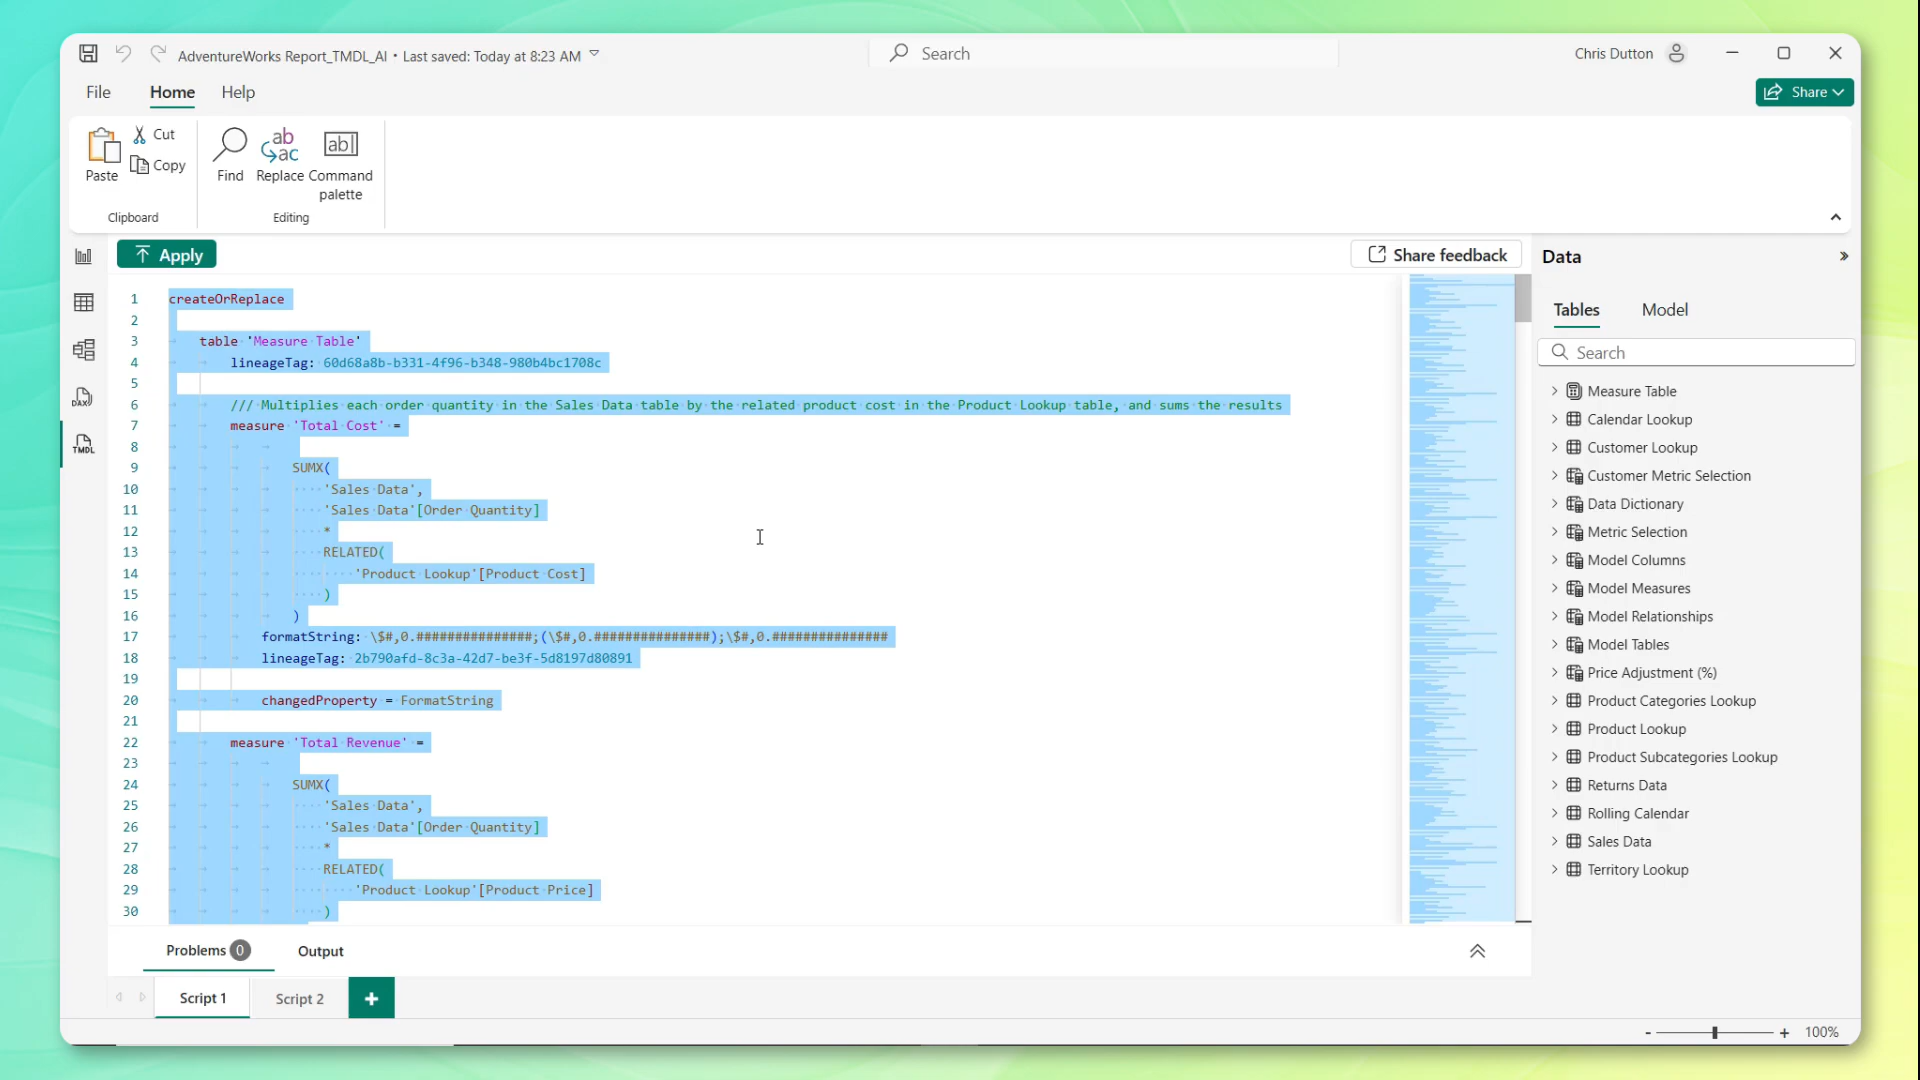 AdventureWorks Report_TMDL_AI • Last saved: Today at 8:23 AM
Search
Chris Dutton
File
Home
Help
Share
Paste
Cut
Copy
Clipboard
Find
ab
ac
Replace
ab|
Command
palette
Editing
Apply
Share feedback
DAX
TMDL
1 createOrReplace
2
3 table 'Measure Table'
4 lineageTag: 60d68a8b-b331-4f96-b348-980b4bc1708c
5
6 /// Multiplies each order quantity in the Sales Data table by the related product cost in the Product Lookup table, and sums the results
7 measure 'Total Cost' =
8
9 SUMX(
10 'Sales Data',
11 'Sales Data'[Order Quantity]
12 *
13 RELATED(
14 'Product Lookup'[Product Cost]
15 )
16 )
17 formatString: \$#,0.###############;(\$#,0.###############);\$#,0.###############
18 lineageTag: 2b790afd-8c3a-42d7-be3f-5d8197d80891
19
20 changedProperty = FormatString
21
22 measure 'Total Revenue' =
23
24 SUMX(
25 'Sales Data',
26 'Sales Data'[Order Quantity]
27 *
28 RELATED(
29 'Product Lookup'[Product Price]
30 )
Data
Tables
Model
Search
Measure Table
Calendar Lookup
Customer Lookup
Customer Metric Selection
Data Dictionary
Metric Selection
Model Columns
Model Measures
Model Relationships
Model Tables
Price Adjustment (%)
Product Categories Lookup
Product Lookup
Product Subcategories Lookup
Returns Data
Rolling Calendar
Sales Data
Territory Lookup
Problems 0
Output
Script 1
Script 2
+
- + 100%